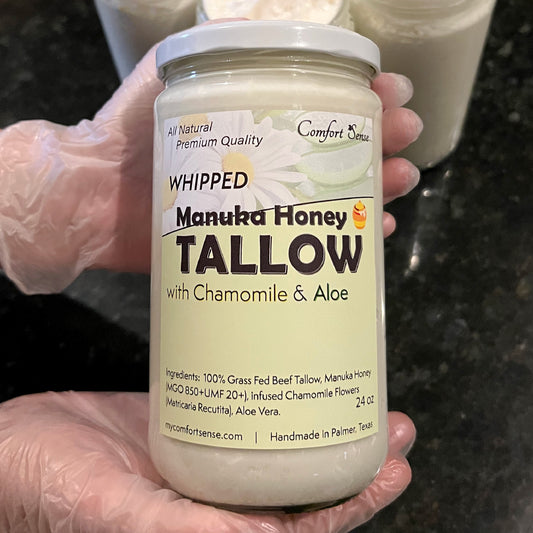 All Natural
Premium Quality
Comfort Sense
WHIPPED
Manuka Honey
TALLOW
with Chamomile & Aloe
Ingredients: 100% Grass Fed Beef Tallow, Manuka Honey
(MGO 850+UMF 20+), Infused Chamomile Flowers
(Matricaria Recutita), Aloe Vera.
24 oz
mycomfortsense.com | Handmade In Palmer, Texas